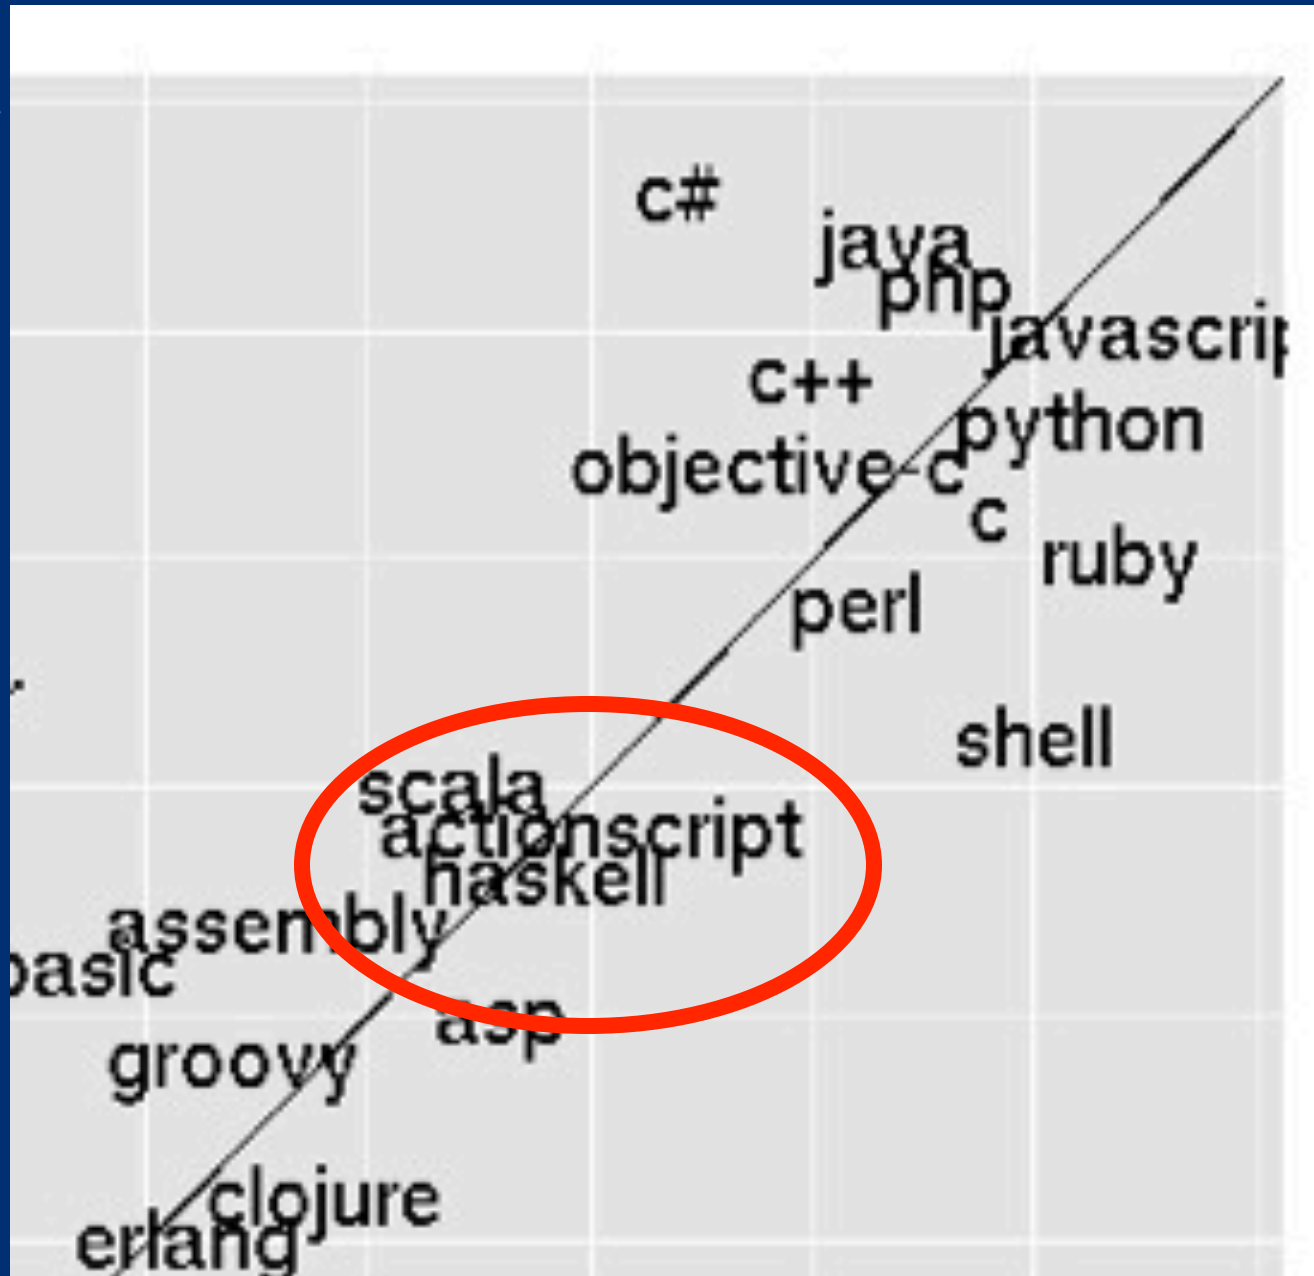 c#
java
php
javascrip
c++
python
objective-c
c
ruby
perl
shell
scala
actionscript
haskell
assembly
basic
asp
groovy
clojure
erlang